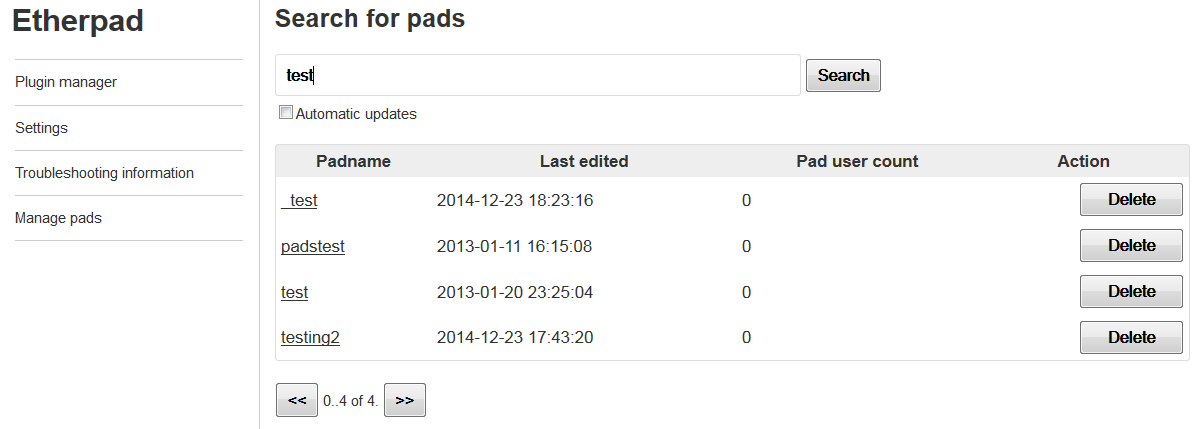 Etherpad
Plugin manager
Settings
Troubleshooting information
Manage pads
Search for pads
test
Search
Automatic updates
Padname Last edited Pad user count Action
_test 2014-12-23 18:23:16 0 Delete
padstest 2013-01-11 16:15:08 0 Delete
test 2013-01-20 23:25:04 0 Delete
testing2 2014-12-23 17:43:20 0 Delete
<< 0..4 of 4. >>